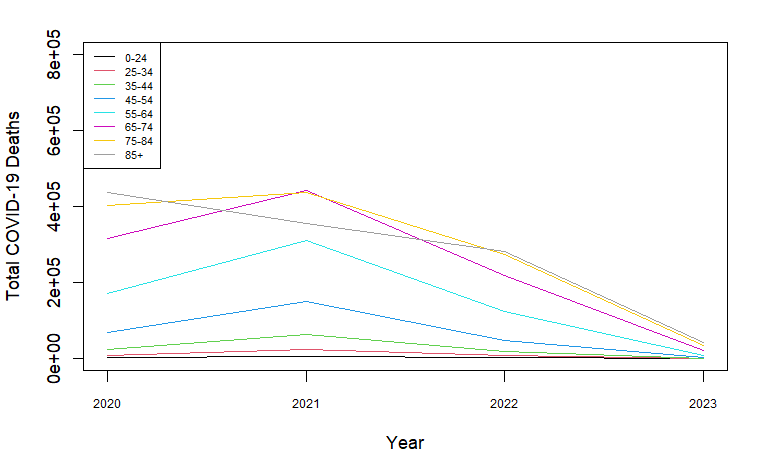 Total COVID-19 Deaths
8e+05
6e+05
4e+05
2e+05
0e+00
0-24
25-34
35-44
45-54
55-64
65-74
75-84
85+
2020
2021
2022
2023
Year